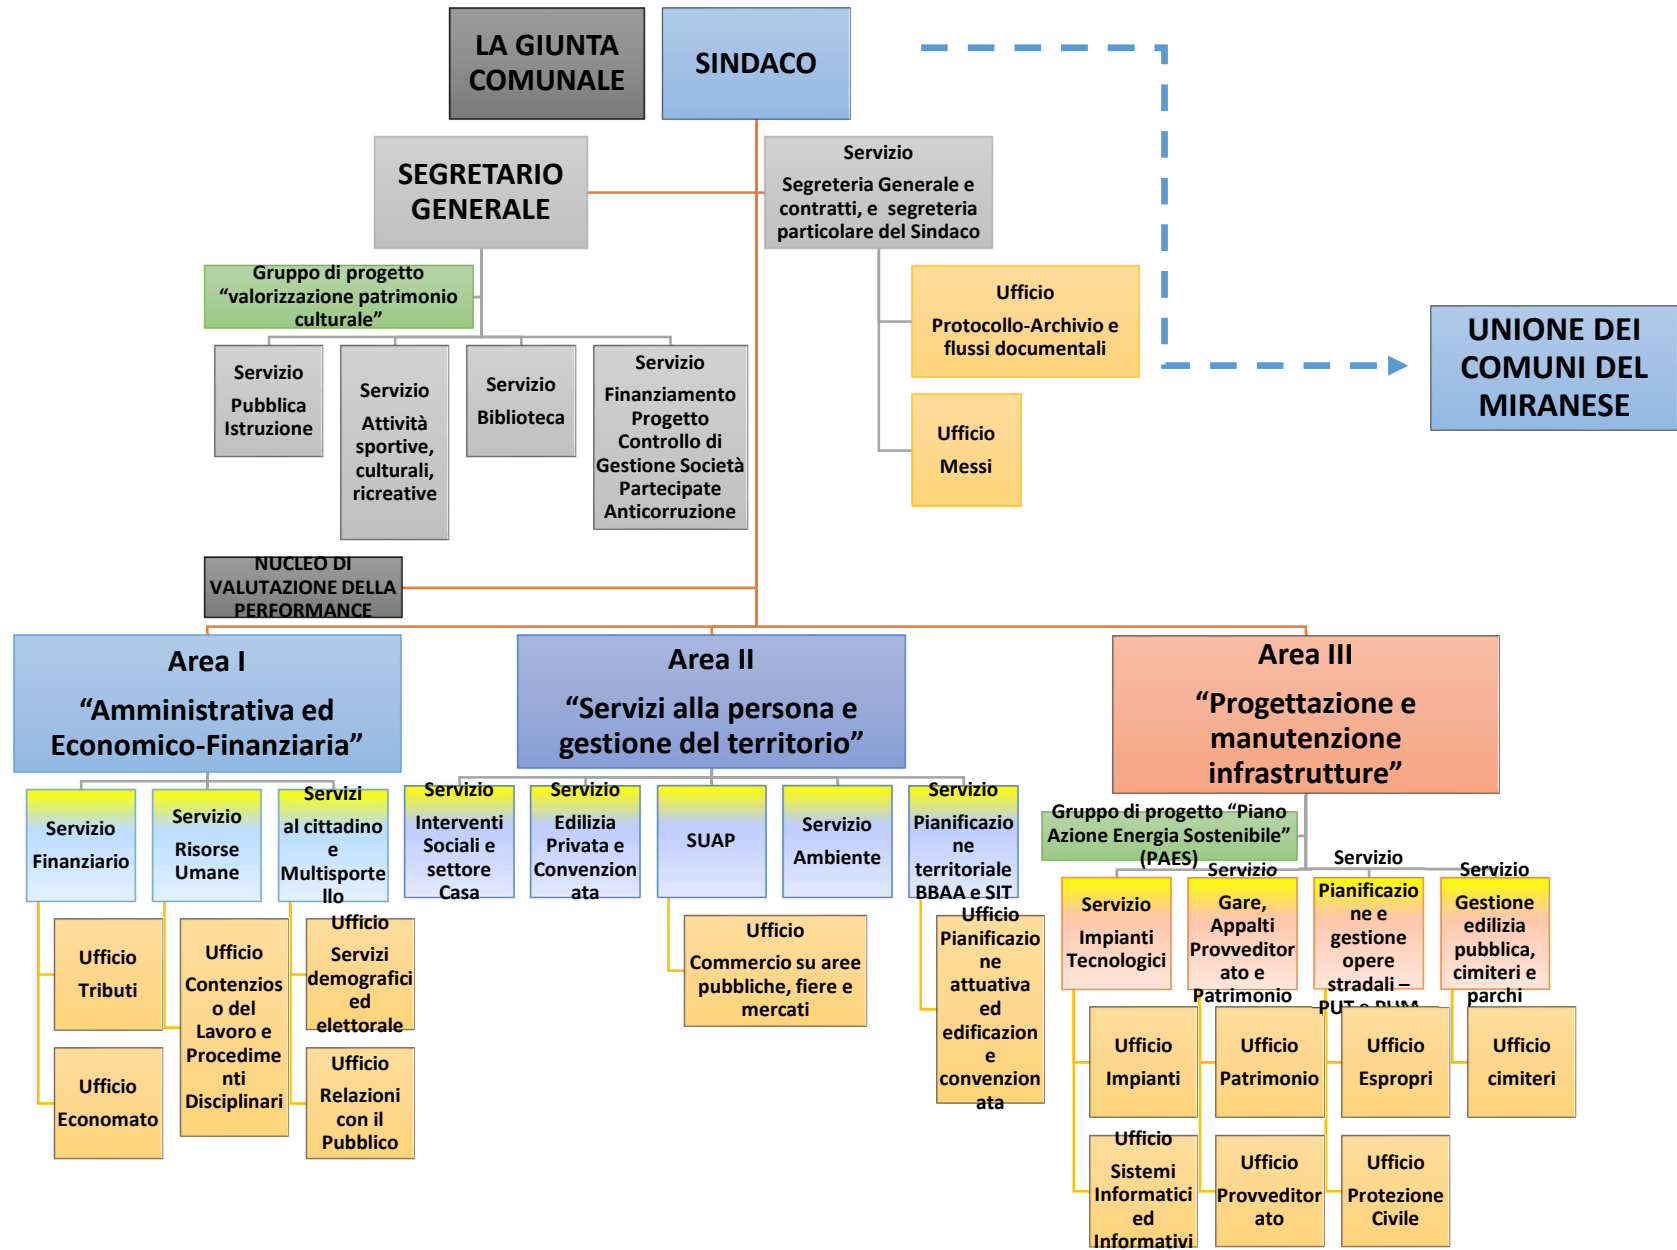 LA GIUNTA
COMUNALE
SINDACO
SEGRETARIO
GENERALE
Servizio
Segreteria Generale e
contratti, e segreteria
particolare del Sindaco
Gruppo di progetto
“valorizzazione patrimonio
culturale”
Ufficio
Protocollo-Archivio e
flussi documentali
UNIONE DEI
COMUNI DEL
MIRANESE
Servizio
Pubblica
Istruzione
Servizio
Attività
sportive,
culturali,
ricreative
Servizio
Biblioteca
Servizio
Finanziamento
Progetto
Controllo di
Gestione Società
Partecipate
Anticorruzione
Ufficio
Messi
NUCLEO DI
VALUTAZIONE DELLA
PERFORMANCE
Area I
“Amministrativa ed
Economico-Finanziaria”
Area II
“Servizi alla persona e
gestione del territorio”
Area III
“Progettazione e
manutenzione
infrastrutture”
Servizio
Finanziario
Servizio
Risorse
Umane
Servizi
al cittadino
e
Multisporte
llo
Servizio
Interventi
Sociali e
settore
Casa
Servizio
Edilizia
Privata e
Convenzion
ata
SUAP
Servizio
Ambiente
Servizio
Pianificazio
ne
territoriale
BBAA e SIT
Gruppo di progetto “Piano
Azione Energia Sostenibile”
(PAES)
Servizio
Impianti
Tecnologici
Servizio
Gare,
Appalti
Provveditor
ato e
Patrimonio
Servizio
Pianificazio
ne e
gestione
opere
stradali –
PUT e
Servizio
Gestione
edilizia
pubblica,
cimiteri e
parchi
Ufficio
Tributi
Ufficio
Economato
Ufficio
Contenzios
o del
Lavoro e
Procedime
nti
Disciplinari
Ufficio
Servizi
demografici
ed
elettorale
Ufficio
Relazioni
con il
Pubblico
Ufficio
Commercio su aree
pubbliche, fiere e
mercati
Ufficio
Pianificazio
ne
attuativa
ed
edificazion
e
convenzion
ata
Ufficio
Impianti
Ufficio
Sistemi
Informatici
ed
Informativi
Ufficio
Patrimonio
Ufficio
Provveditor
ato
Ufficio
Espropri
Ufficio
Protezione
Civile
Ufficio
cimiteri